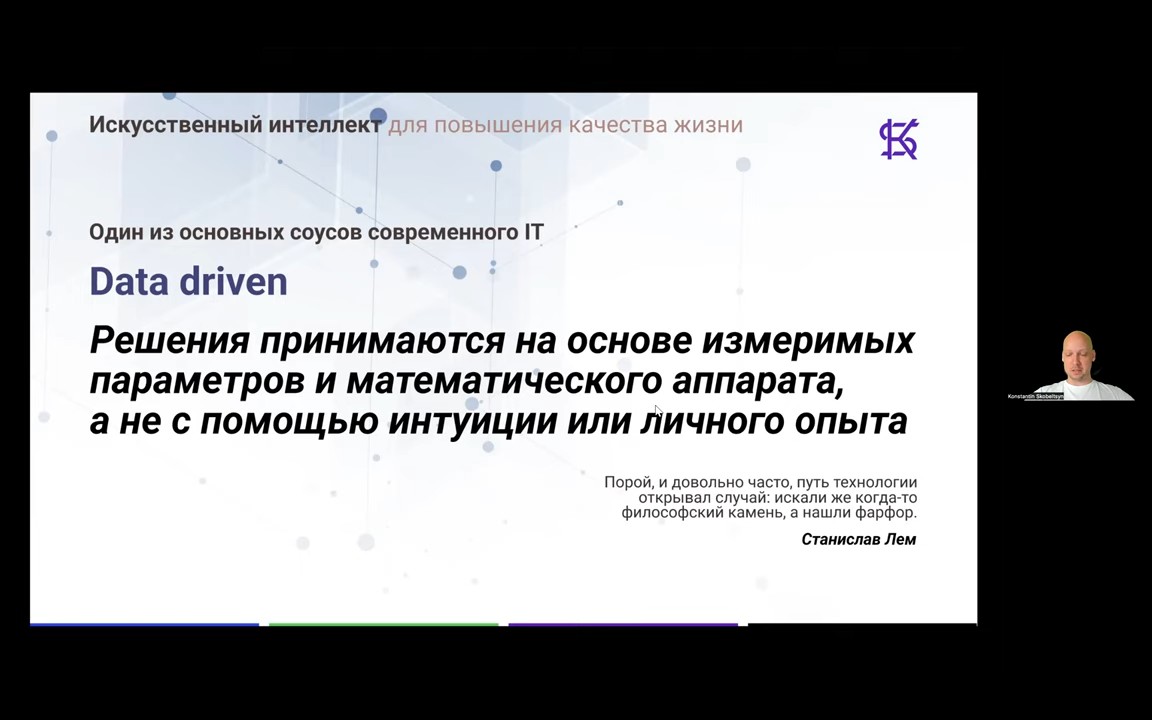 Искусственный интеллект для повышения качества жизни
Один из основных соусов современного IT
Data driven
Решения принимаются на основе измеримых
параметров и математического аппарата,
а не с помощью интуиции или личного опыта
Порой, и довольно часто, путь технологии
открывал случай: искали же когда-то
философский камень, а нашли фарфор.
Станислав Лем
Konstantin Skobeltsyn